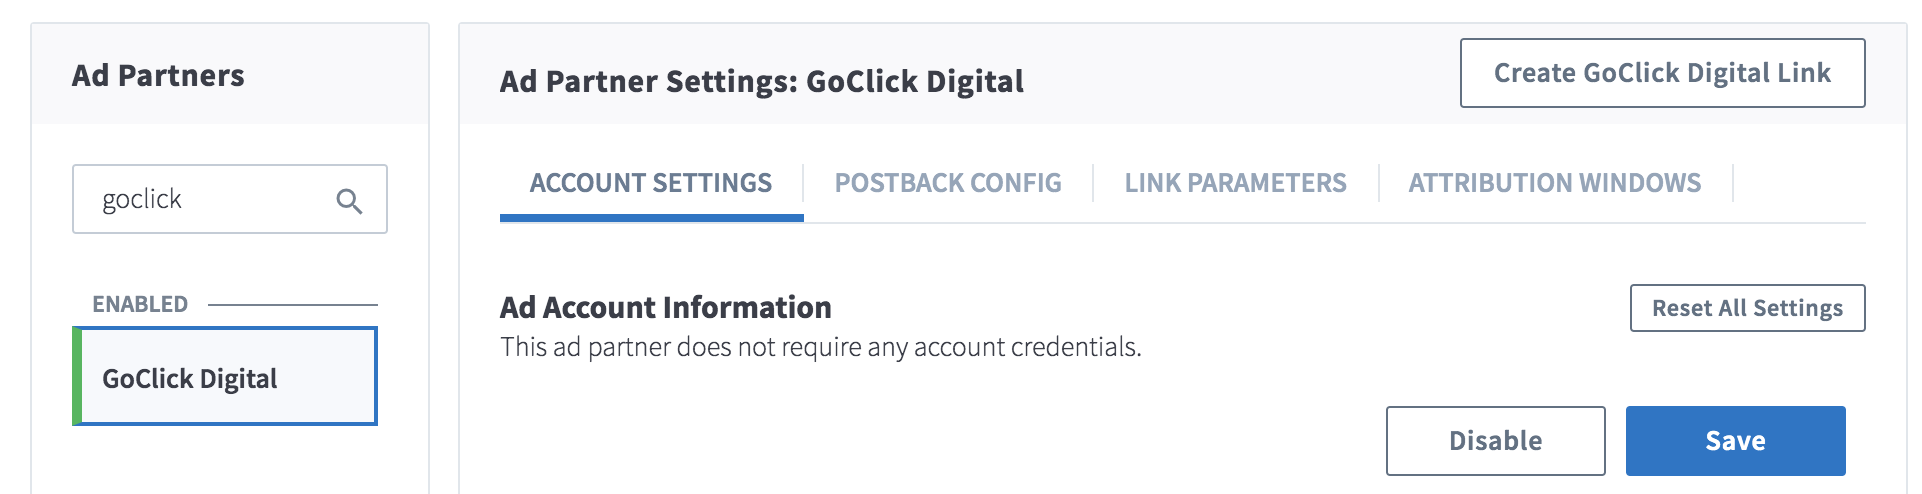 Ad Partners
goclick
ENABLED
GoClick Digital
Ad Partner Settings: GoClick Digital
Create GoClick Digital Link
ACCOUNT SETTINGS
POSTBACK CONFIG
LINK PARAMETERS
ATTRIBUTION WINDOWS
Ad Account Information
Reset All Settings
This ad partner does not require any account credentials.
Disable
Save